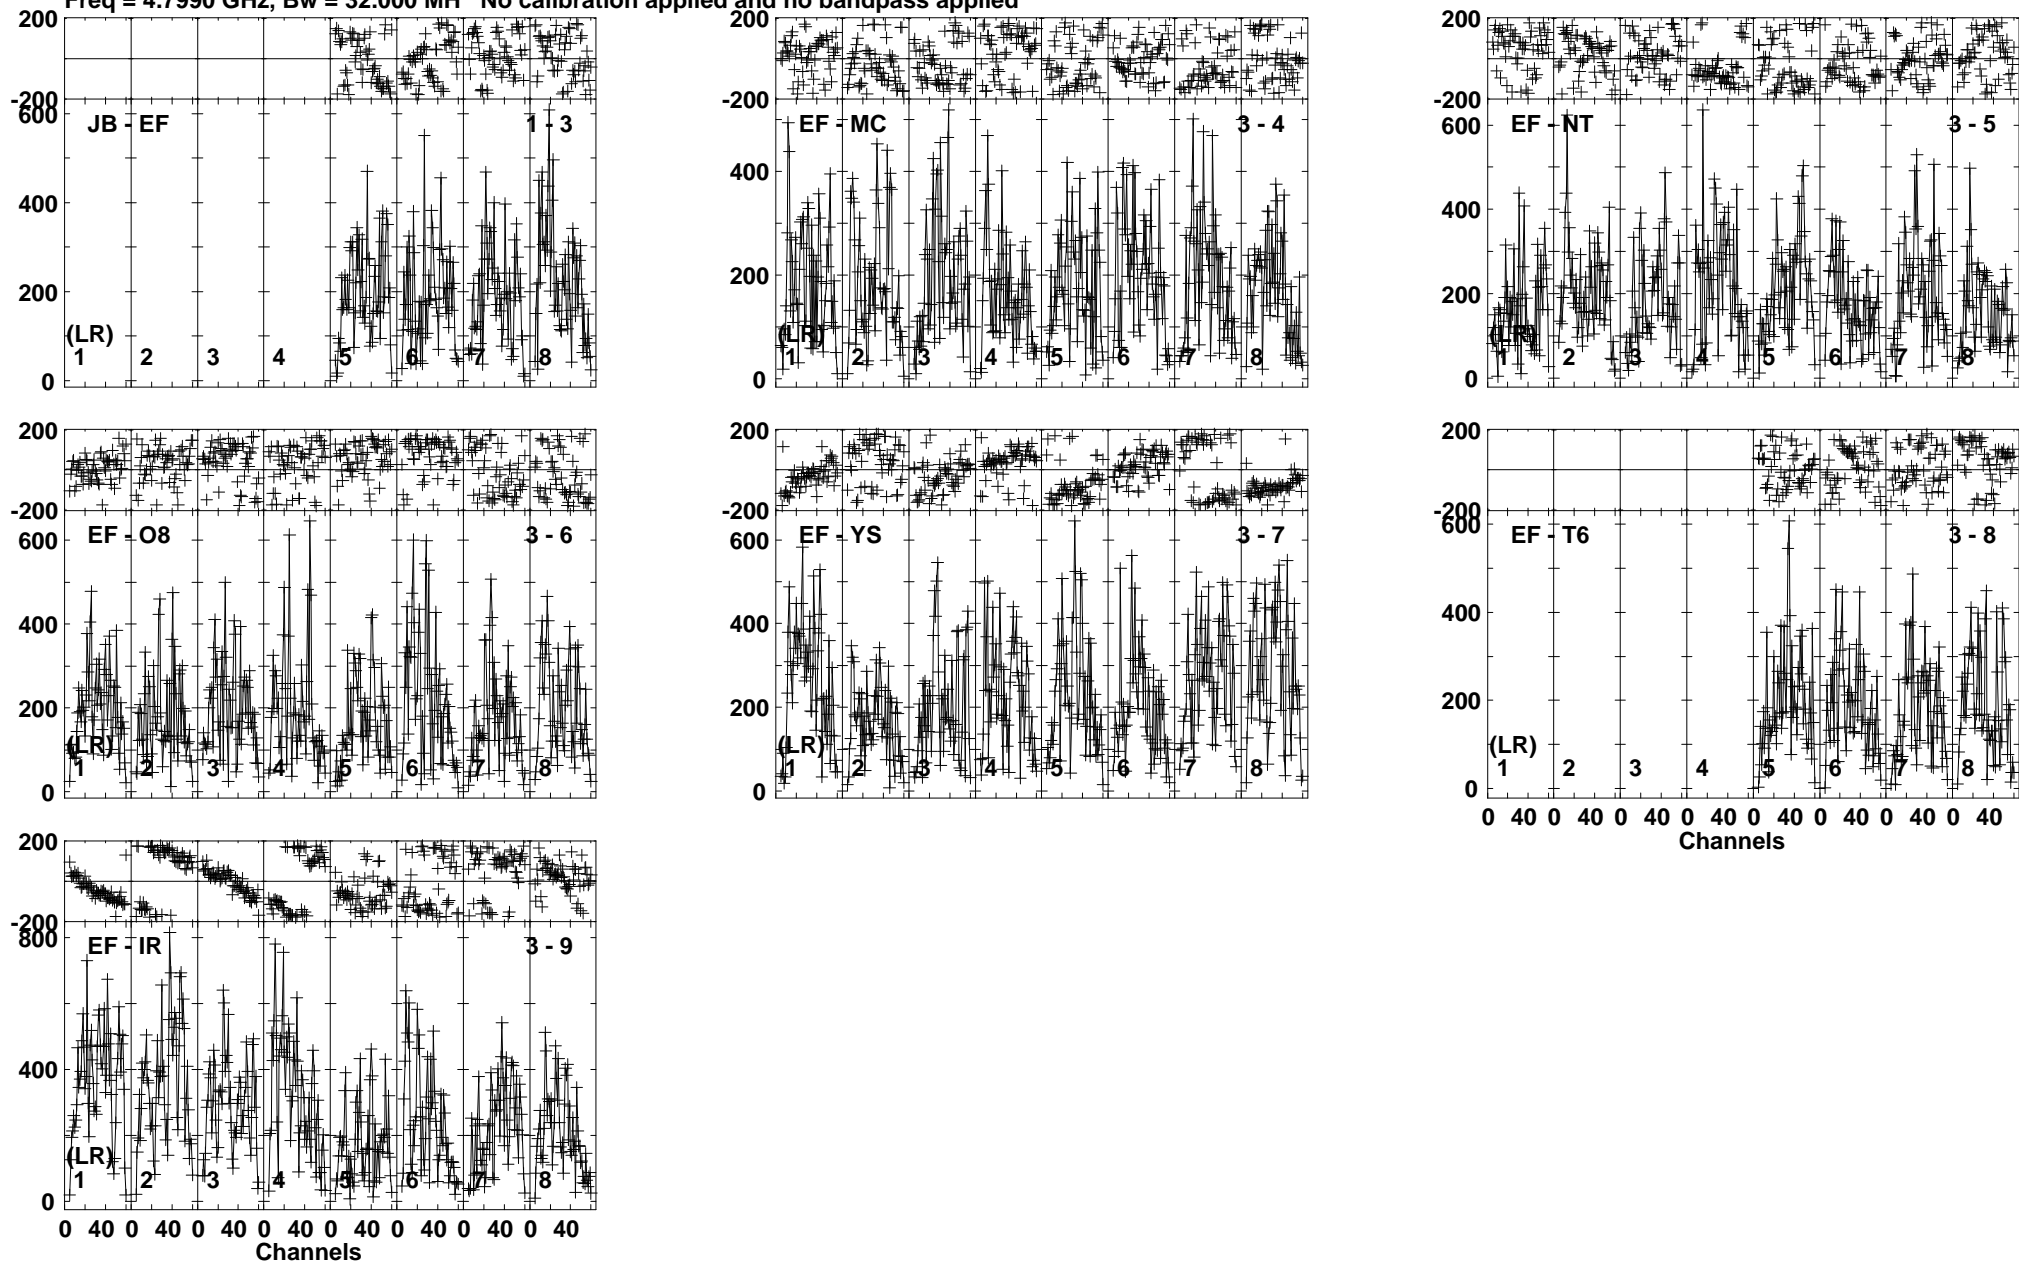 Freq = 4.7990 GHz, Bw = 32.000 MH No calibration applied and no bandpass applied
200
-200
600
400
200
0
JB - EF
1 - 3
(LR)
1 2 3 4 5 6 7 8
200
-200
400
200
0
EF - MC
3 - 4
(LR)
1 2 3 4 5 6 7 8
200
-200
600
400
200
0
EF - NT
3 - 5
(LR)
1 2 3 4 5 6 7 8
200
-200
600
400
200
0
EF - O8
3 - 6
(LR)
1 2 3 4 5 6 7 8
200
-200
600
400
200
0
EF - YS
3 - 7
(LR)
1 2 3 4 5 6 7 8
200
-200
600
400
200
0
EF - T6
3 - 8
(LR)
1 2 3 4 5 6 7 8
0 40 0 40 0 40 0 40 0 40 0 40 0 40 0 40
Channels
200
-200
800
400
0
EF - IR
3 - 9
(LR)
1 2 3 4 5 6 7 8
0 40 0 40 0 40 0 40 0 40 0 40 0 40 0 40
Channels